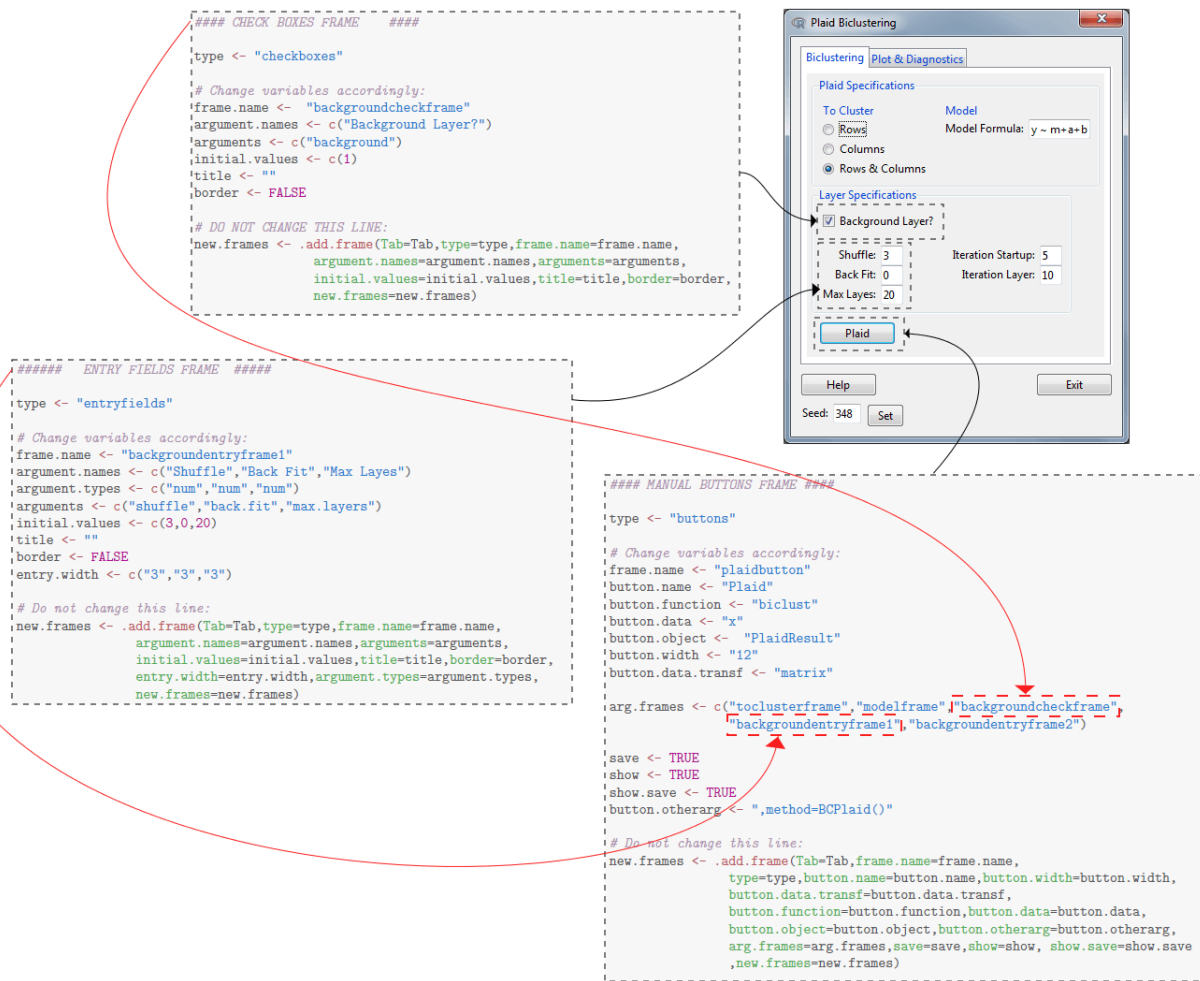 #### CHECK BOXES FRAME    ####
type <- "checkboxes"
# Change variables accordingly:
frame.name <-  "backgroundcheckframe"
argument.names <- c("Background Layer?")
arguments <- c("background")
initial.values <- c(1)
title <- ""
border <- FALSE
# DO NOT CHANGE THIS LINE:
new.frames <- .add.frame(Tab=Tab,type=type,frame.name=frame.name,
argument.names=argument.names,arguments=arguments,
initial.values=initial.values,title=title,border=border,
new.frames=new.frames)
Plaid Biclustering
Biclustering Plot & Diagnostics
Plaid Specifications
To Cluster Model
Rows Model Formula: y ~ m+a+b
Columns
Rows & Columns
Layer Specifications
Background Layer?
Shuffle: 3 Iteration Startup: 5
Back Fit: 0 Iteration Layer: 10
Max Layes: 20
Plaid
Help Exit
Seed: 348 Set
######   ENTRY FIELDS FRAME  #####
type <- "entryfields"
# Change variables accordingly:
frame.name <- "backgroundentryframe1"
argument.names <- c("Shuffle","Back Fit","Max Layes")
argument.types <- c("num","num","num")
arguments <- c("shuffle","back.fit","max.layers")
initial.values <- c(3,0,20)
title <- ""
border <- FALSE
entry.width <- c("3","3","3")
# Do not change this line:
new.frames <- .add.frame(Tab=Tab,type=type,frame.name=frame.name,
argument.names=argument.names,arguments=arguments,
initial.values=initial.values,title=title,border=border,
entry.width=entry.width,argument.types=argument.types,
new.frames=new.frames)
#### MANUAL BUTTONS FRAME ####
type <- "buttons"
# Change variables accordingly:
frame.name <- "plaidbutton"
button.name <- "Plaid"
button.function <- "biclust"
button.data <- "x"
button.object <-  "PlaidResult"
button.width <- "12"
button.data.transf <- "matrix"
arg.frames <- c("toclusterframe","modelframe","backgroundcheckframe",
"backgroundentryframe1","backgroundentryframe2")
save <- TRUE
show <- TRUE
show.save <- TRUE
button.otherarg <- ",method=BCPlaid()"
# Do not change this line:
new.frames <- .add.frame(Tab=Tab,frame.name=frame.name,
type=type,button.name=button.name,button.width=button.width,
button.data.transf=button.data.transf,
button.function=button.function,button.data=button.data,
button.object=button.object,button.otherarg=button.otherarg,
arg.frames=arg.frames,save=save,show=show, show.save=show.save
,new.frames=new.frames)